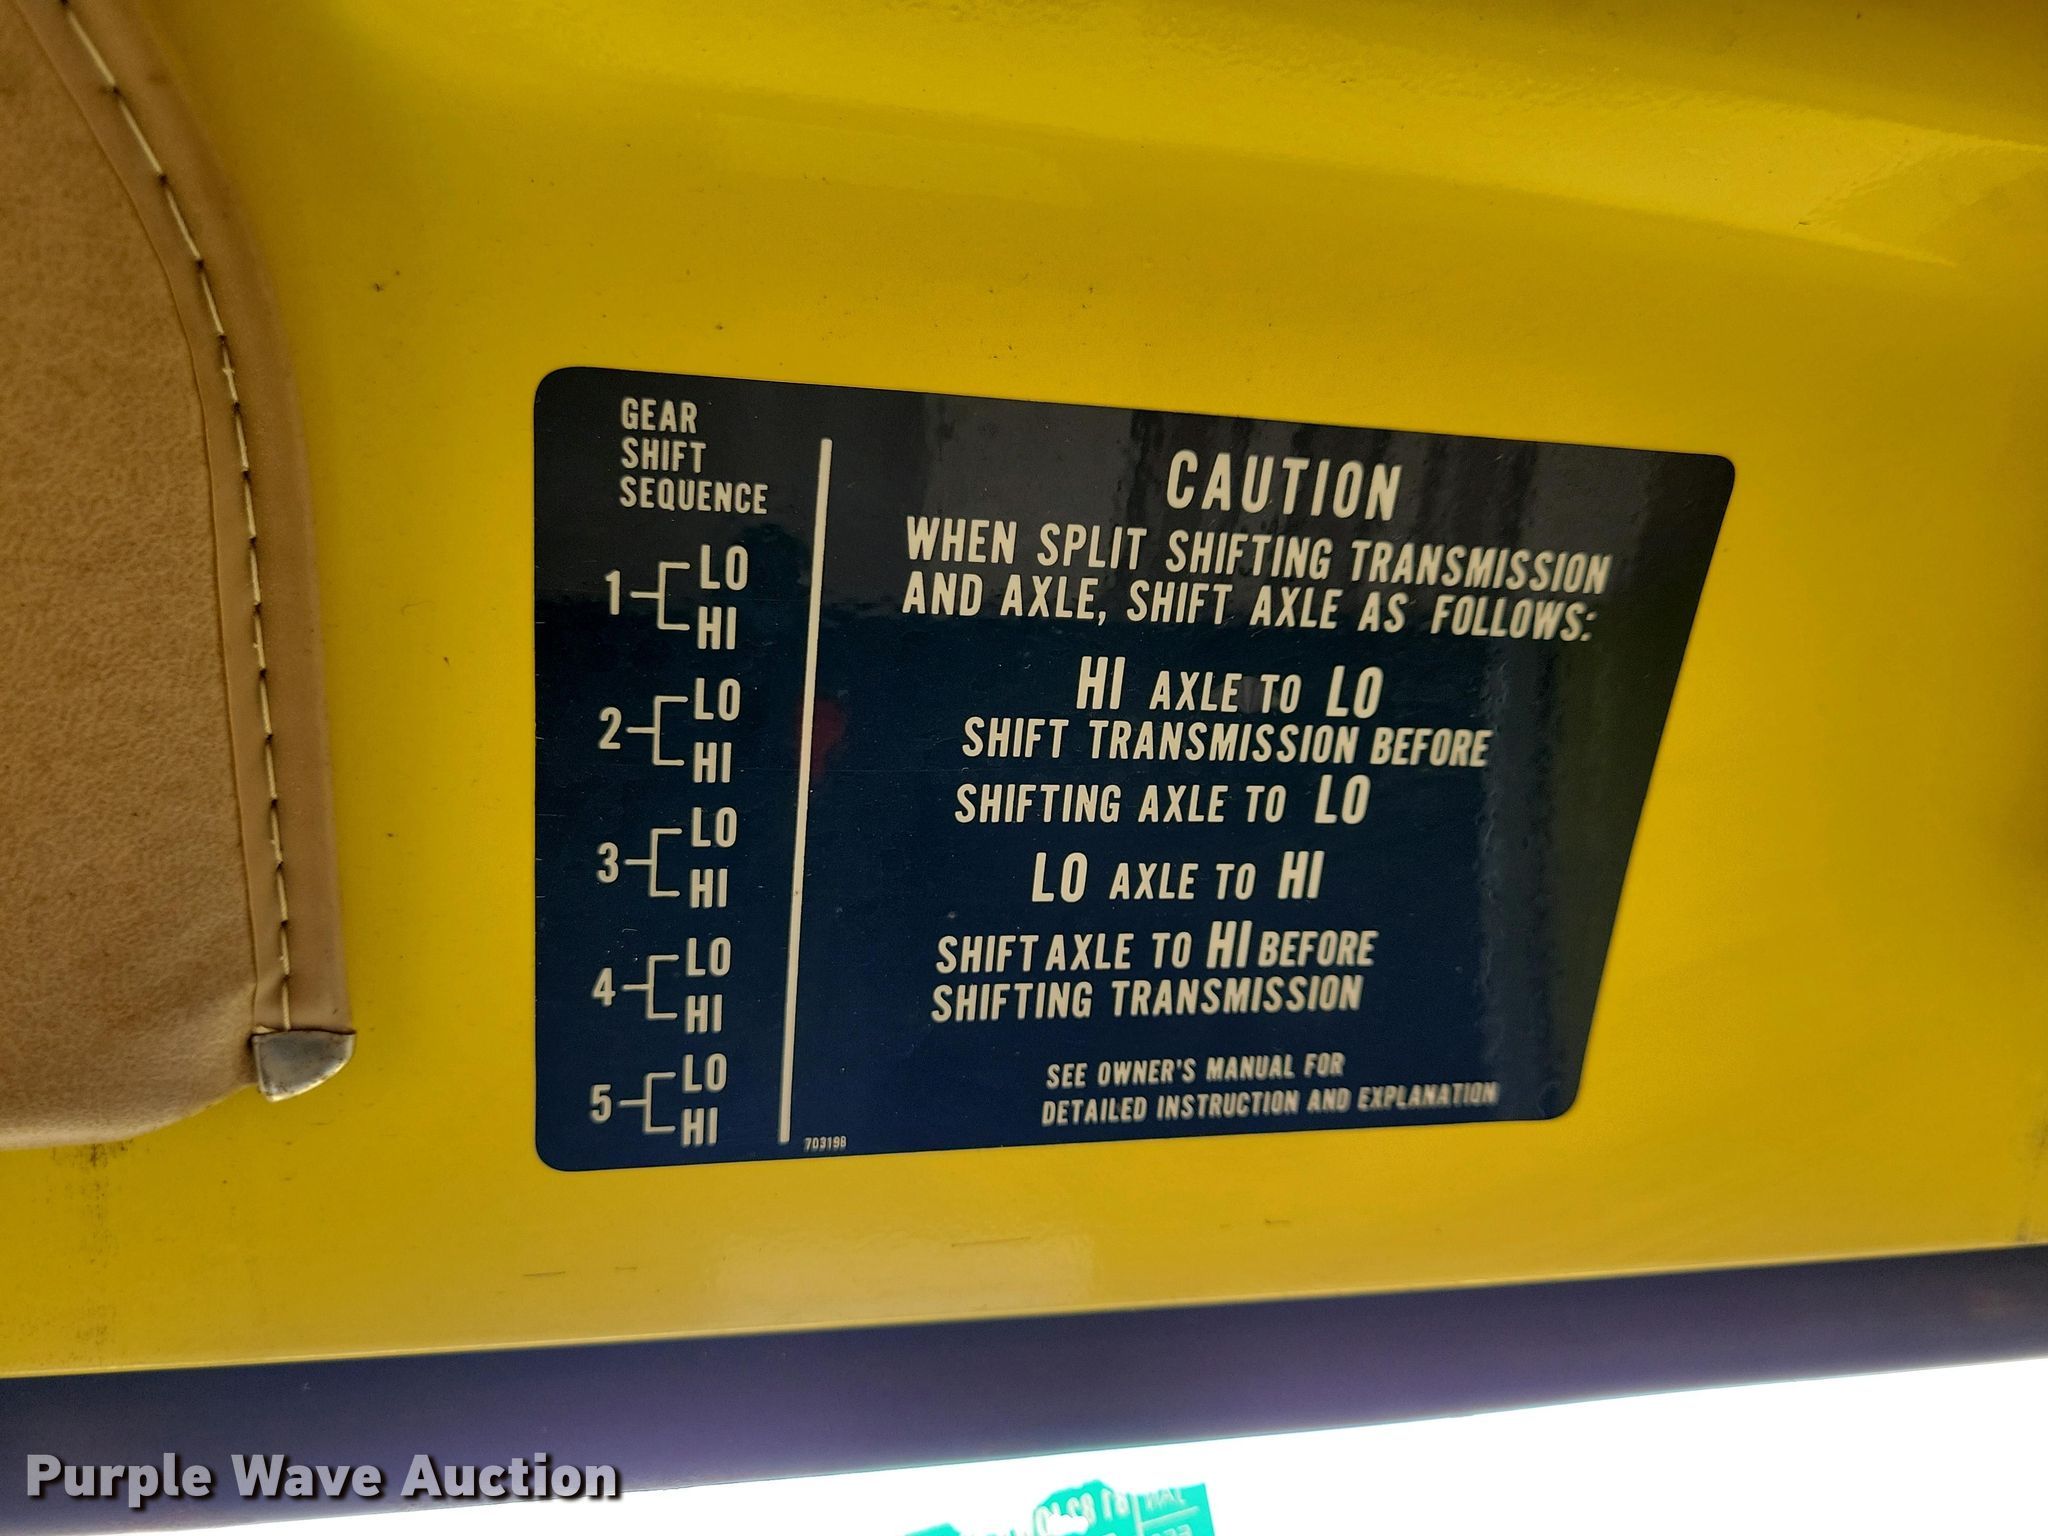 GEAR
SHIFT
SEQUENCE
1 LO
HI
2 LO
HI
3 LO
HI
4 LO
HI
5 LO
HI
CAUTION
WHEN SPLIT SHIFTING TRANSMISSION
AND AXLE, SHIFT AXLE AS FOLLOWS:
HI AXLE TO LO
SHIFT TRANSMISSION BEFORE
SHIFTING AXLE TO LO
LO AXLE TO HI
SHIFT AXLE TO HI BEFORE
SHIFTING TRANSMISSION
SEE OWNER'S MANUAL FOR
DETAILED INSTRUCTION AND EXPLANATION
70319B
Purple Wave Auction